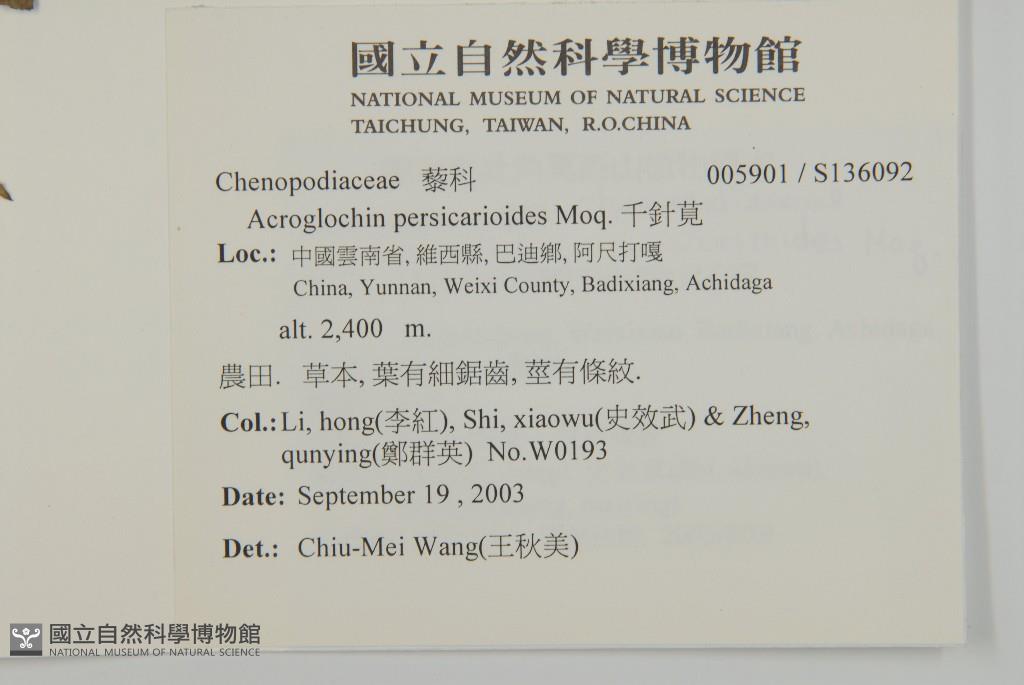 國立自然科學博物館
NATIONAL MUSEUM OF NATURAL SCIENCE
TAICHUNG, TAIWAN, R.O.CHINA
Chenopodiaceae 藜科 005901 / S136092
Acroglochin persicarioides Moq. 千針莧
Loc.: 中國雲南省, 維西縣, 巴迪鄉, 阿尺打嘎
China, Yunnan, Weixi County, Badixiang, Achidaga
alt. 2,400 m.
農田. 草本, 葉有細鋸齒, 莖有條紋.
Col.: Li, hong(李紅), Shi, xiaowu(史效武) & Zheng,
qunying(鄭群英) No.W0193
Date: September 19 , 2003
Det.: Chiu-Mei Wang(王秋美)
國立自然科學博物館
NATIONAL MUSEUM OF NATURAL SCIENCE